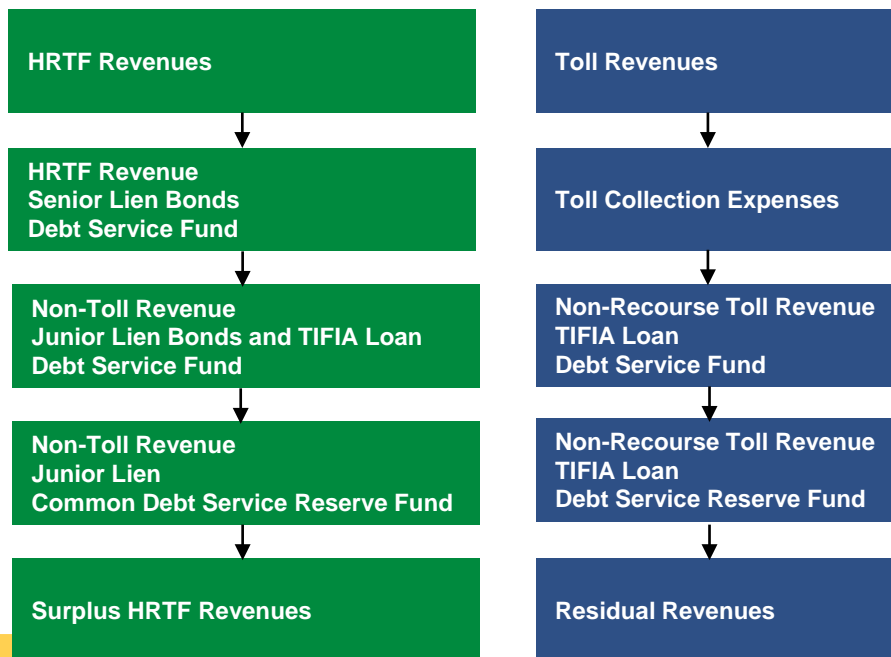 HRTF Revenues
HRTF Revenue
Senior Lien Bonds
Debt Service Fund
Non-Toll Revenue
Junior Lien Bonds and TIFIA Loan
Debt Service Fund
Non-Toll Revenue
Junior Lien
Common Debt Service Reserve Fund
Surplus HRTF Revenues
Toll Revenues
Toll Collection Expenses
Non-Recourse Toll Revenue
TIFIA Loan
Debt Service Fund
Non-Recourse Toll Revenue
TIFIA Loan
Debt Service Reserve Fund
Residual Revenues